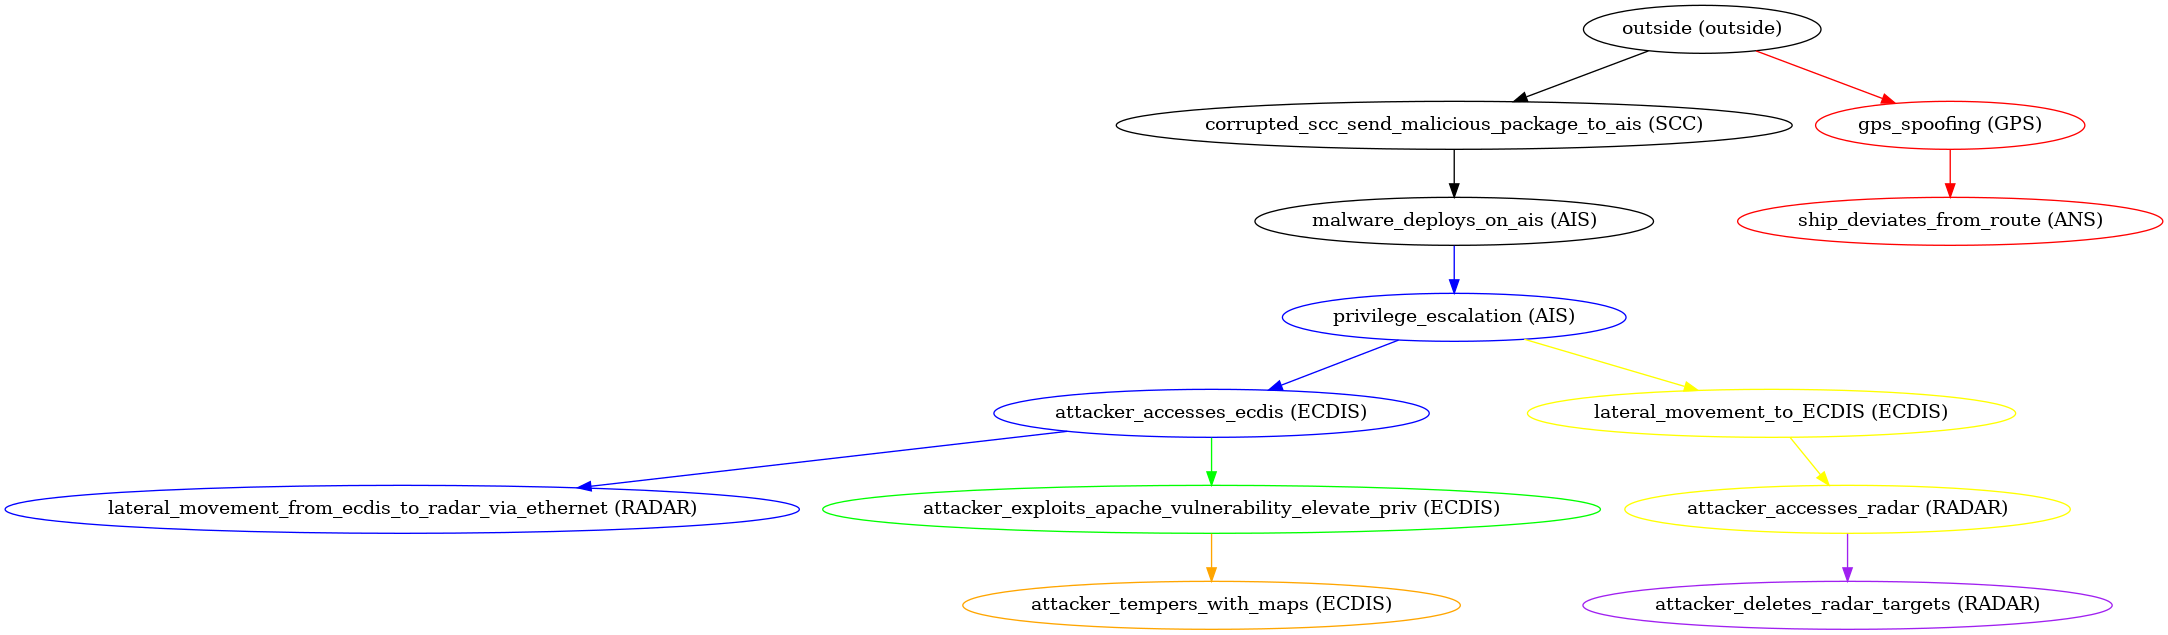 outside (outside)
corrupted_scc_send_malicious_package_to_ais (SCC)
gps_spoofing (GPS)
malware_deploys_on_ais (AIS)
ship_deviates_from_route (ANS)
privilege_escalation (AIS)
attacker_accesses_ecdis (ECDIS)
lateral_movement_to_ECDIS (ECDIS)
lateral_movement_from_ecdis_to_radar_via_ethernet (RADAR)
attacker_exploits_apache_vulnerability_elevate_priv (ECDIS)
attacker_accesses_radar (RADAR)
attacker_tempers_with_maps (ECDIS)
attacker_deletes_radar_targets (RADAR)